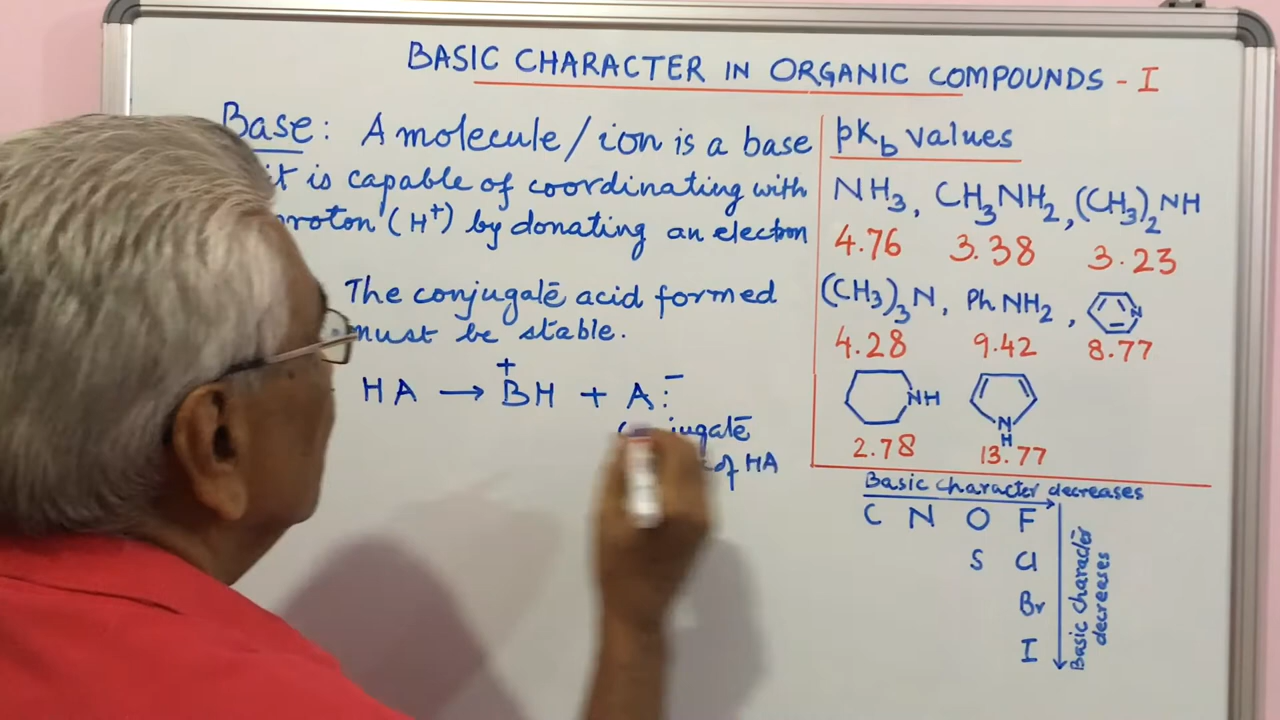 BASIC CHARACTER IN ORGANIC COMPOUNDS - I
Base: A molecule/ion is a base
it is capable of coordinating with
proton (H⁺) by donating an electron
The conjugate acid formed
must be stable.
HA → B⁺H + A:⁻
of HA
pKb values
NH₃, CH₃NH₂, (CH₃)₂NH
4.76 3.38 3.23
(CH₃)₃N, PhNH₂, N
4.28 9.42 8.77
NH N
H
2.78 13.77
Basic character decreases
C N O F
S Cl
Br
I
Basic character
decreases